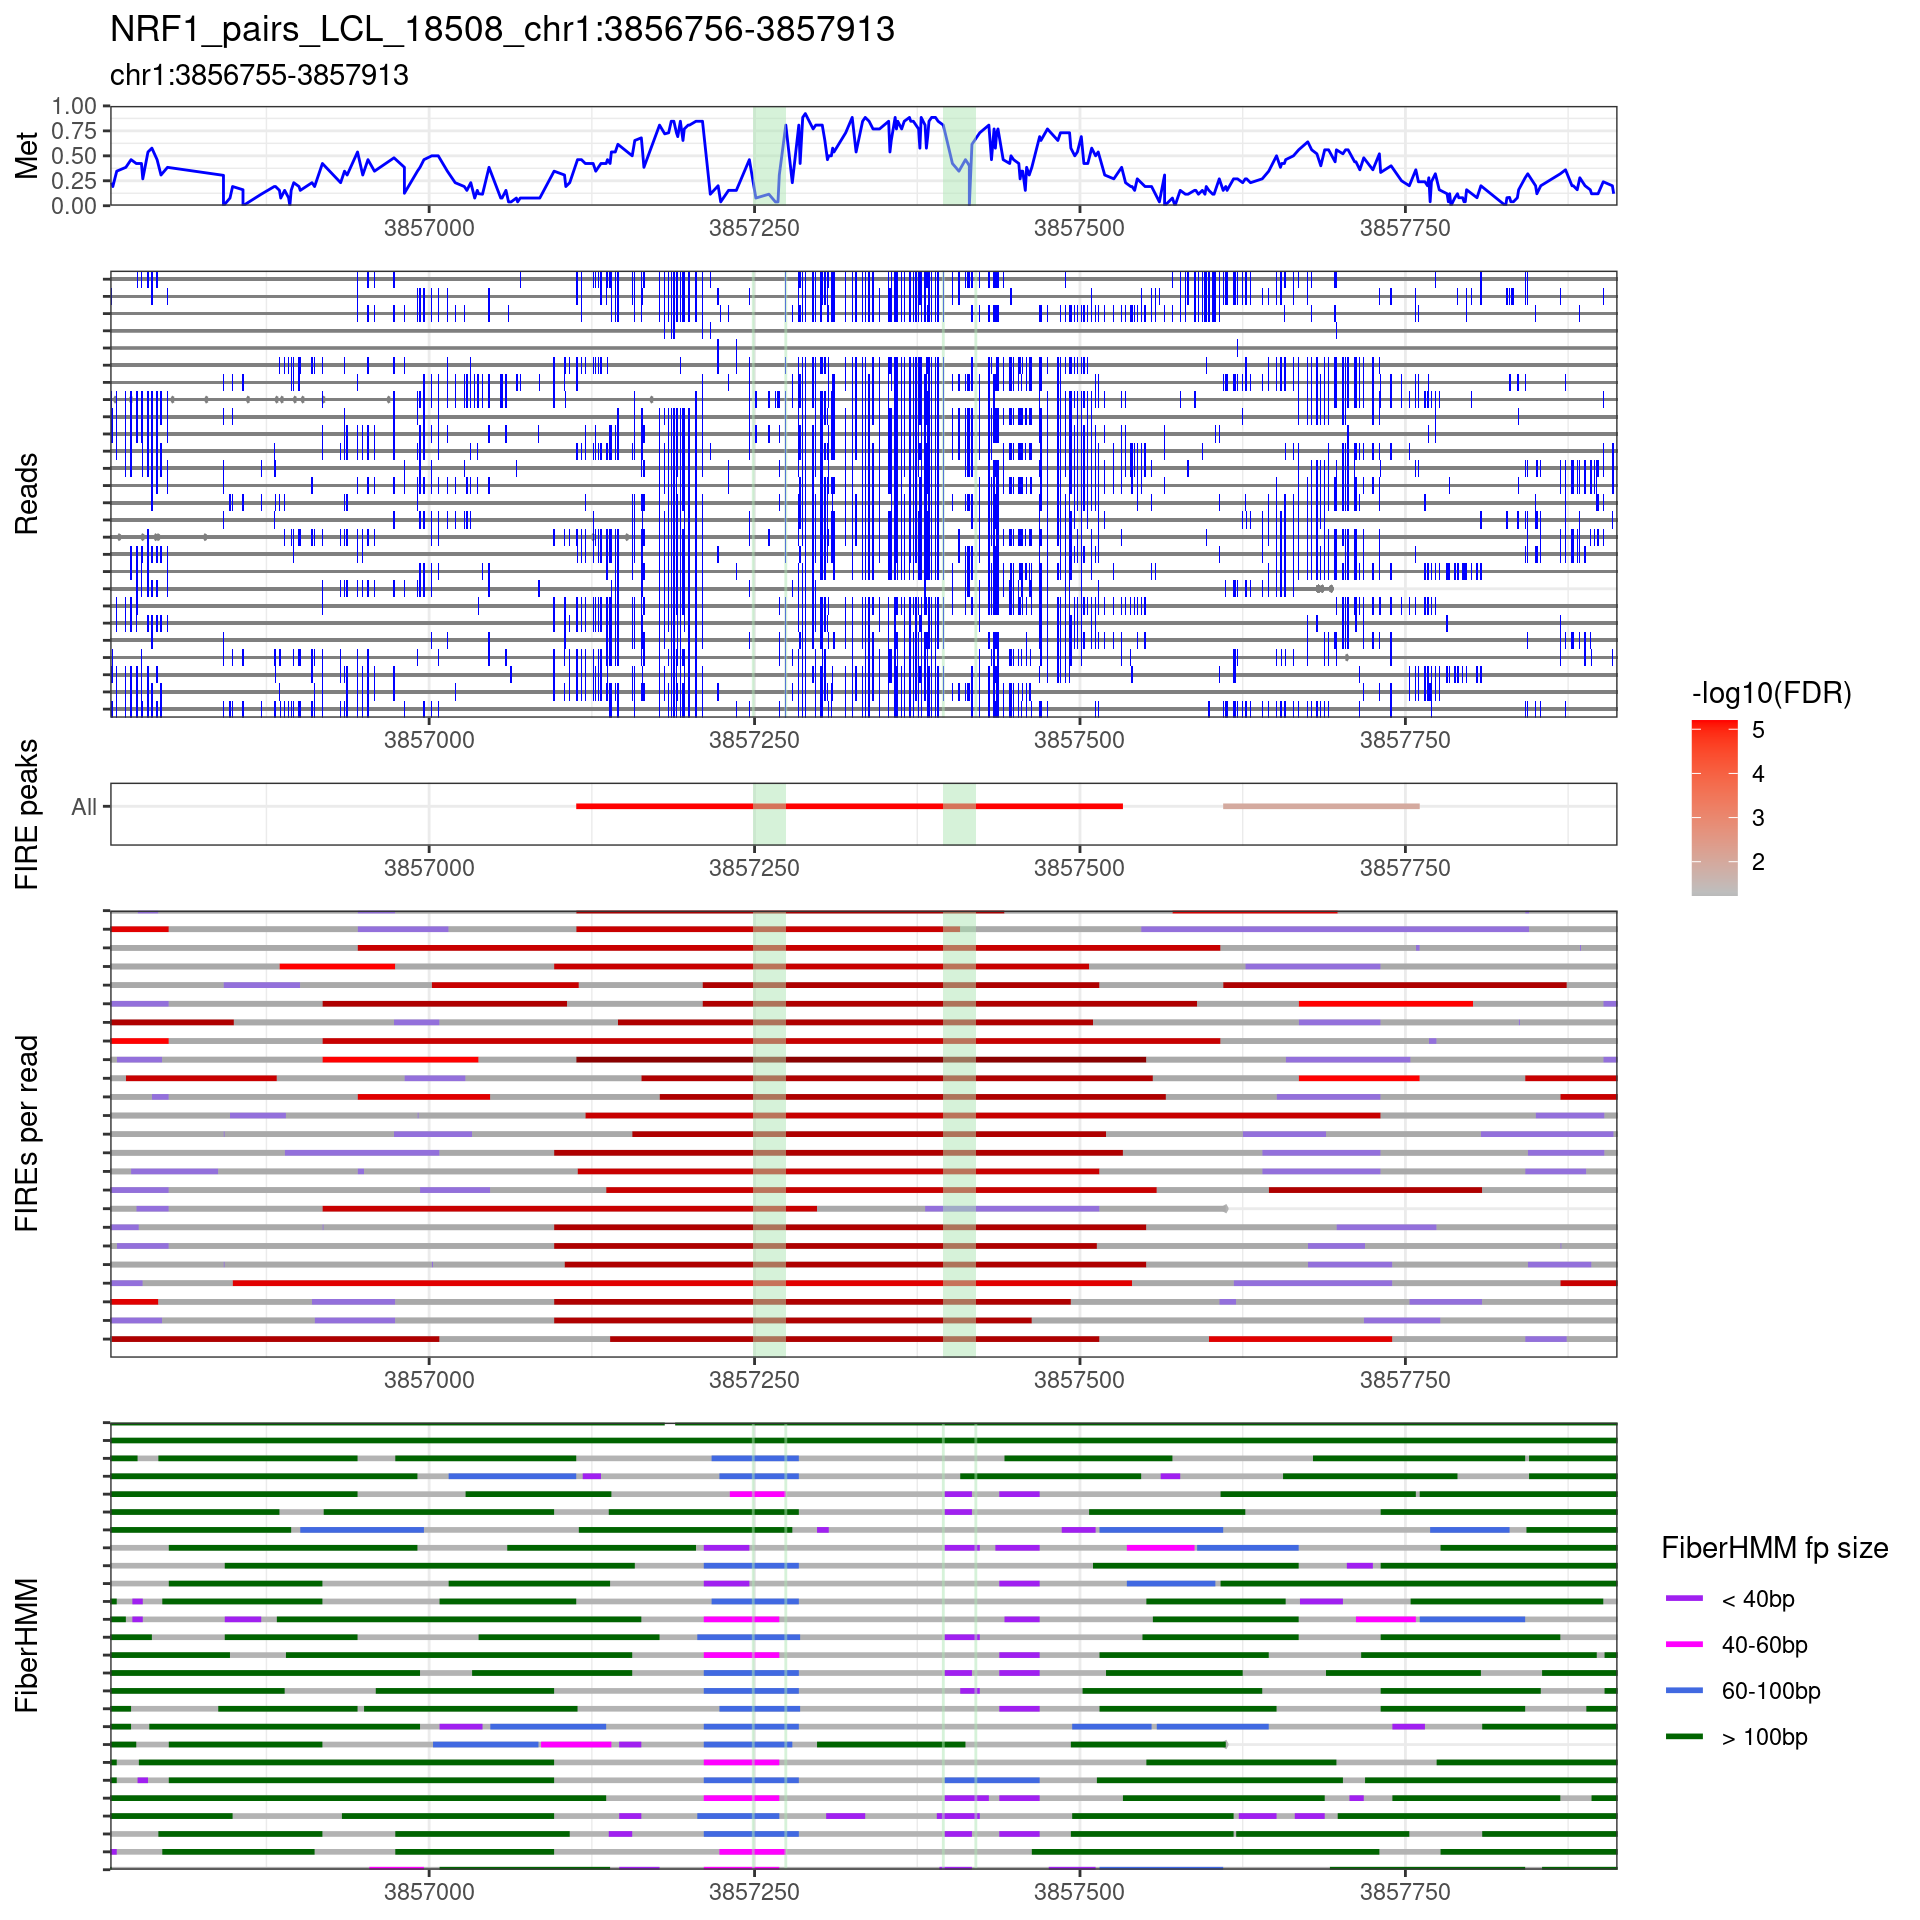 NRF1_pairs_LCL_18508_chr1:3856756-3857913
chr1:3856755-3857913
Met
1.00
0.75
0.50
0.25
0.00
3857000 3857250 3857500 3857750
Reads
3857000 3857250 3857500 3857750
FIRE peaks
All
3857000 3857250 3857500 3857750
-log10(FDR)
5
4
3
2
FIREs per read
3857000 3857250 3857500 3857750
FiberHMM
3857000 3857250 3857500 3857750
FiberHMM fp size
< 40bp
40-60bp
60-100bp
> 100bp